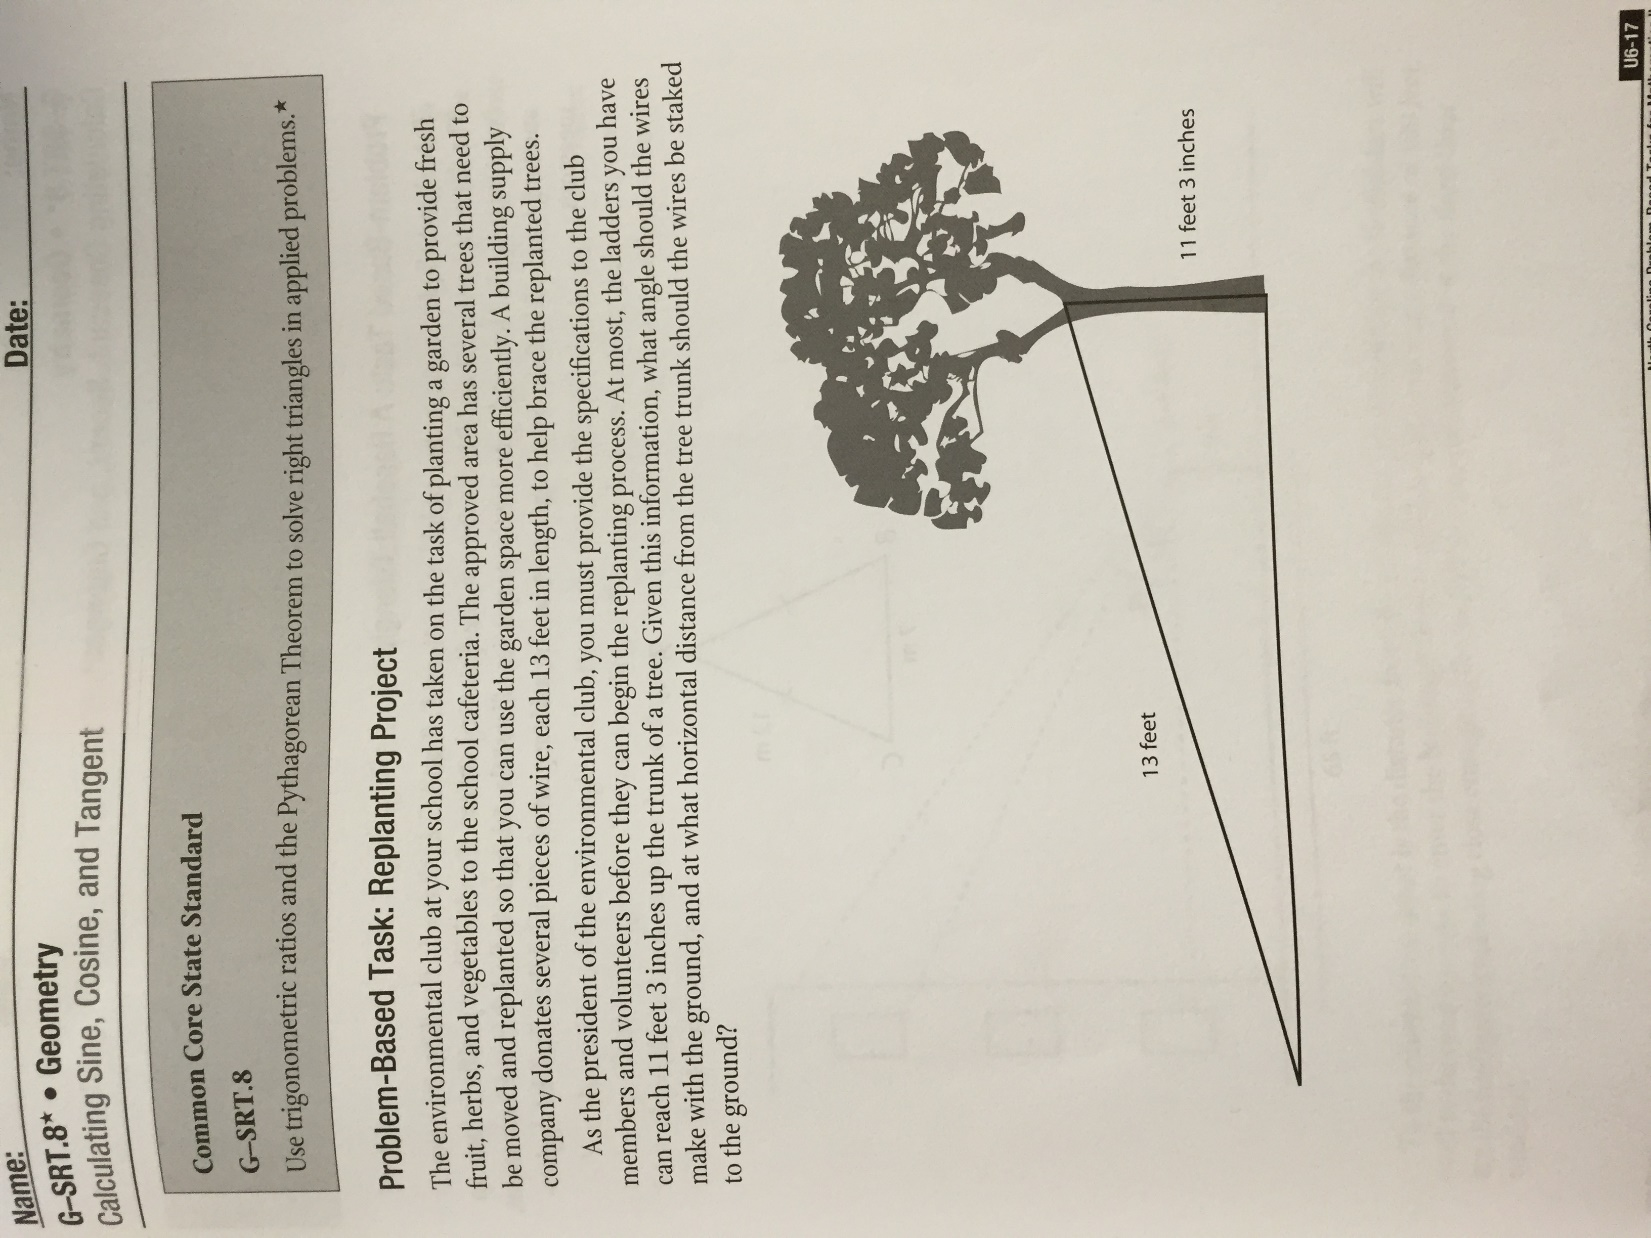 Name:
Date:
G–SRT.8★ • Geometry
Calculating Sine, Cosine, and Tangent
Common Core State Standard
G–SRT.8
Use trigonometric ratios and the Pythagorean Theorem to solve right triangles in applied problems.★
Problem-Based Task: Replanting Project
The environmental club at your school has taken on the task of planting a garden to provide fresh
fruit, herbs, and vegetables to the school cafeteria. The approved area has several trees that need to
be moved and replanted so that you can use the garden space more efficiently. A building supply
company donates several pieces of wire, each 13 feet in length, to help brace the replanted trees.
As the president of the environmental club, you must provide the specifications to the club
members and volunteers before they can begin the replanting process. At most, the ladders you have
can reach 11 feet 3 inches up the trunk of a tree. Given this information, what angle should the wires
make with the ground, and at what horizontal distance from the tree trunk should the wires be staked
to the ground?
13 feet
11 feet 3 inches
U6-17